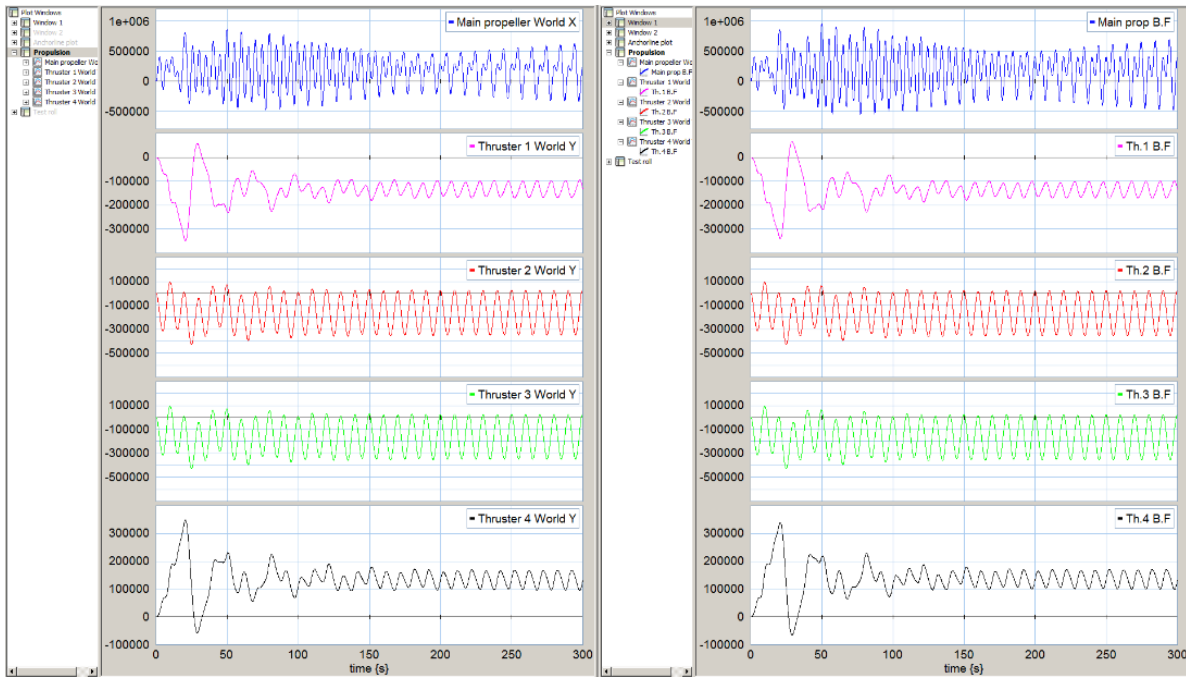 Plot Windows
Window 1
Window 2
Anchorline plot
Propulsion
Main propeller Wo
Thruster 1 World
Thruster 2 World
Thruster 3 World
Thruster 4 World
Test roll
Main propeller World X
1e+006
500000
0
-500000
Thruster 1 World Y
0
-100000
-200000
-300000
Thruster 2 World Y
100000
-100000
-300000
-500000
Thruster 3 World Y
100000
-100000
-300000
-500000
Thruster 4 World Y
300000
200000
100000
0
-100000
0 50 100 150 200 250 300
time {s}
Plot Windows
Window 1
Window 2
Anchorline plot
Propulsion
Main propeller Wo
Main prop B.F
Thruster 1 World
Th.1 B.F
Thruster 2 World
Th.2 B.F
Thruster 3 World
Th.3 B.F
Thruster 4 World
Th.4 B.F
Test roll
Main prop B.F
1e+006
500000
0
-500000
Th.1 B.F
0
-100000
-200000
-300000
Th.2 B.F
100000
-100000
-300000
-500000
Th.3 B.F
100000
-100000
-300000
-500000
Th.4 B.F
300000
200000
100000
0
-100000
0 50 100 150 200 250 300
time {s}